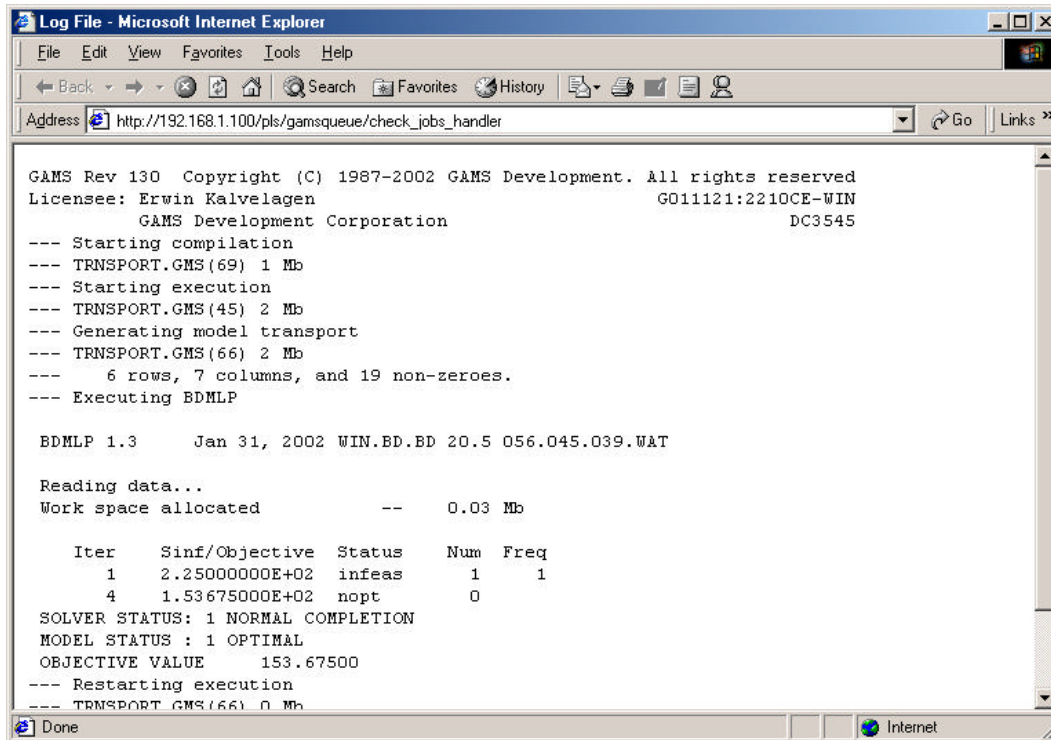 Log File - Microsoft Internet Explorer
File Edit View Favorites Tools Help
Back Search Favorites History
Address http://192.168.1.100/pls/gamsqueue/check_jobs_handler Go Links »
GAMS Rev 130 Copyright (C) 1987-2002 GAMS Development. All rights reserved
Licensee: Erwin Kalvelagen G011121:2210CE-WIN
GAMS Development Corporation DC3545
--- Starting compilation
--- TRNSPORT.GMS(69) 1 Mb
--- Starting execution
--- TRNSPORT.GMS(45) 2 Mb
--- Generating model transport
--- TRNSPORT.GMS(66) 2 Mb
--- 6 rows, 7 columns, and 19 non-zeroes.
--- Executing BDMLP
BDMLP 1.3 Jan 31, 2002 WIN.BD.BD 20.5 056.045.039.WAT
Reading data...
Work space allocated -- 0.03 Mb
Iter Sinf/Objective Status Num Freq
1 2.25000000E+02 infeas 1 1
4 1.53675000E+02 nopt 0
SOLVER STATUS: 1 NORMAL COMPLETION
MODEL STATUS : 1 OPTIMAL
OBJECTIVE VALUE 153.67500
--- Restarting execution
--- TRNSPORT.GMS(66) 0 Mb
Done Internet